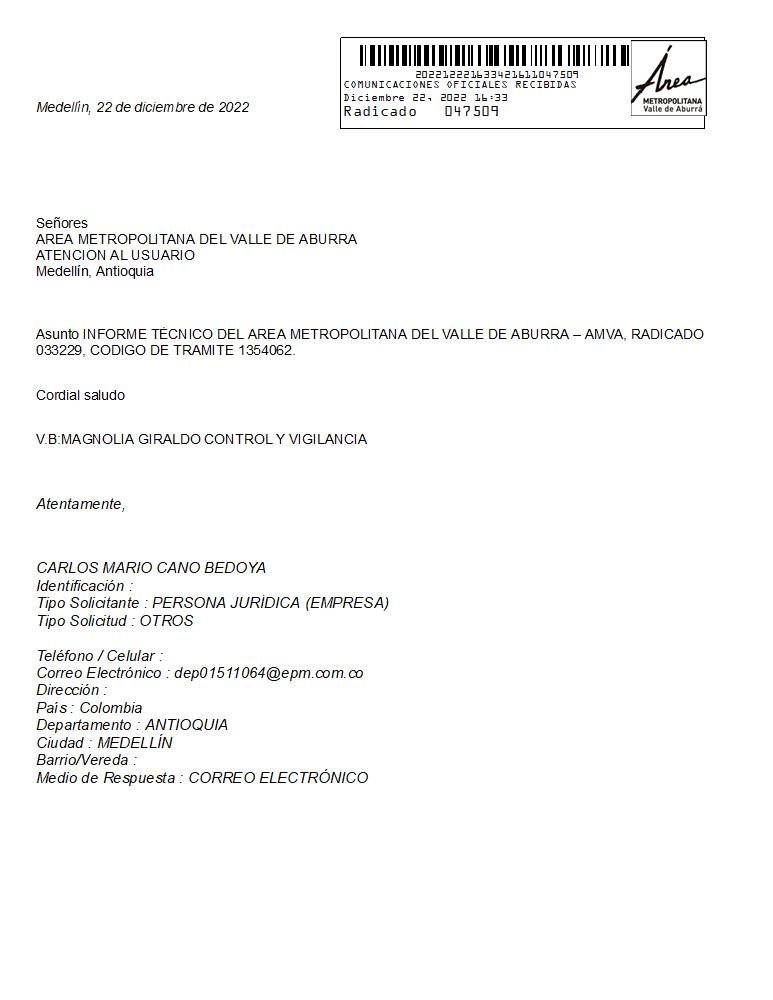 20221222163342161104​7509
COMUNICACIONES OFICIALES RECIBIDAS
Diciembre 22, 2022 16:33
Radicado 047509
Área
METROPOLITANA
Valle de Aburrá
Medellín, 22 de diciembre de 2022
Señores
AREA METROPOLITANA DEL VALLE DE ABURRA
ATENCION AL USUARIO
Medellín, Antioquia
Asunto INFORME TÉCNICO DEL AREA METROPOLITANA DEL VALLE DE ABURRA – AMVA, RADICADO
033229, CODIGO DE TRAMITE 1354062.
Cordial saludo
V.B:MAGNOLIA GIRALDO CONTROL Y VIGILANCIA
Atentamente,
CARLOS MARIO CANO BEDOYA
Identificación :
Tipo Solicitante : PERSONA JURÍDICA (EMPRESA)
Tipo Solicitud : OTROS
Teléfono / Celular :
Correo Electrónico : dep01511064@epm.com.co
Dirección :
País : Colombia
Departamento : ANTIOQUIA
Ciudad : MEDELLÍN
Barrio/Vereda :
Medio de Respuesta : CORREO ELECTRÓNICO